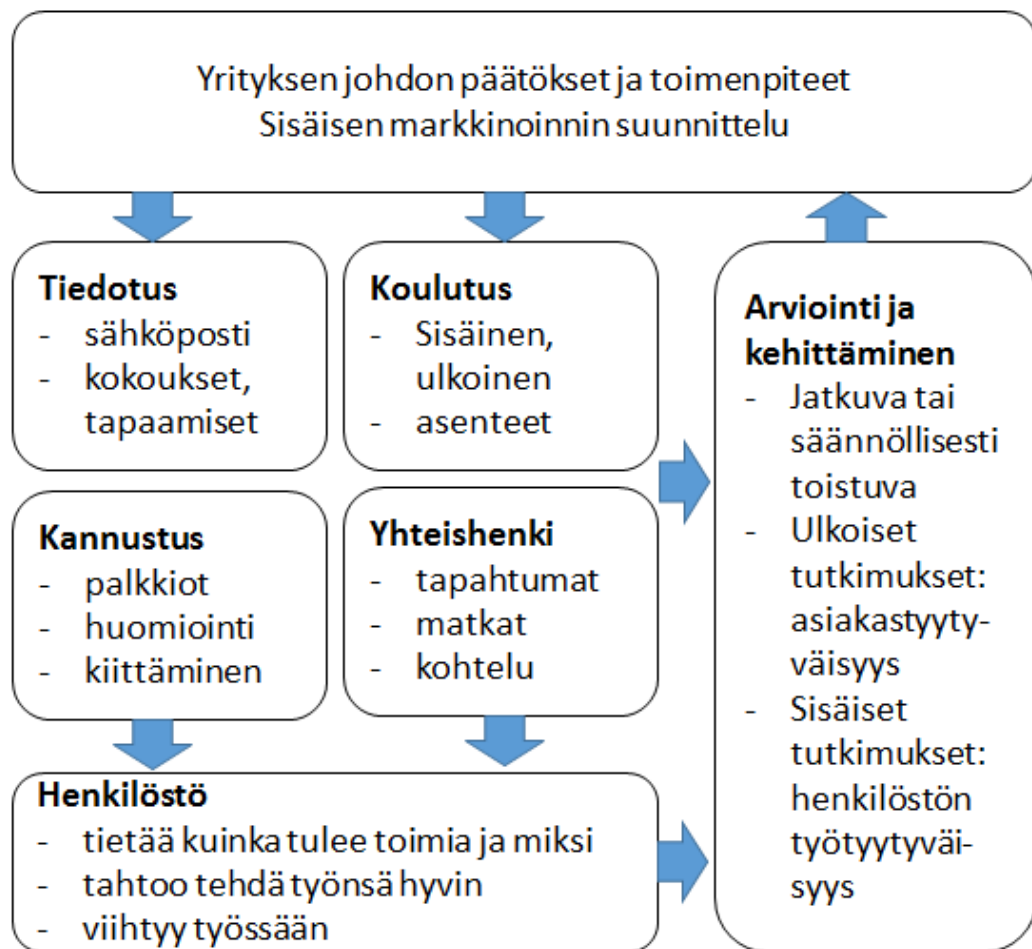 Yrityksen johdon päätökset ja toimenpiteet
Sisäisen markkinoinnin suunnittelu
Tiedotus
- sähköposti
- kokoukset,
tapaamiset
Koulutus
- Sisäinen,
ulkoinen
- asenteet
Kannustus
- palkkiot
- huomiointi
- kiittäminen
Yhteishenki
- tapahtumat
- matkat
- kohtelu
Henkilöstö
- tietää kuinka tulee toimia ja miksi
- tahtoo tehdä työnsä hyvin
- viihtyy työssään
Arviointi ja
kehittäminen
- Jatkuva tai
säännöllisesti
toistuva
- Ulkoiset
tutkimukset:
asiakastyyty-
väisyys
- Sisäiset
tutkimukset:
henkilöstön
työtyytyväi-
syys